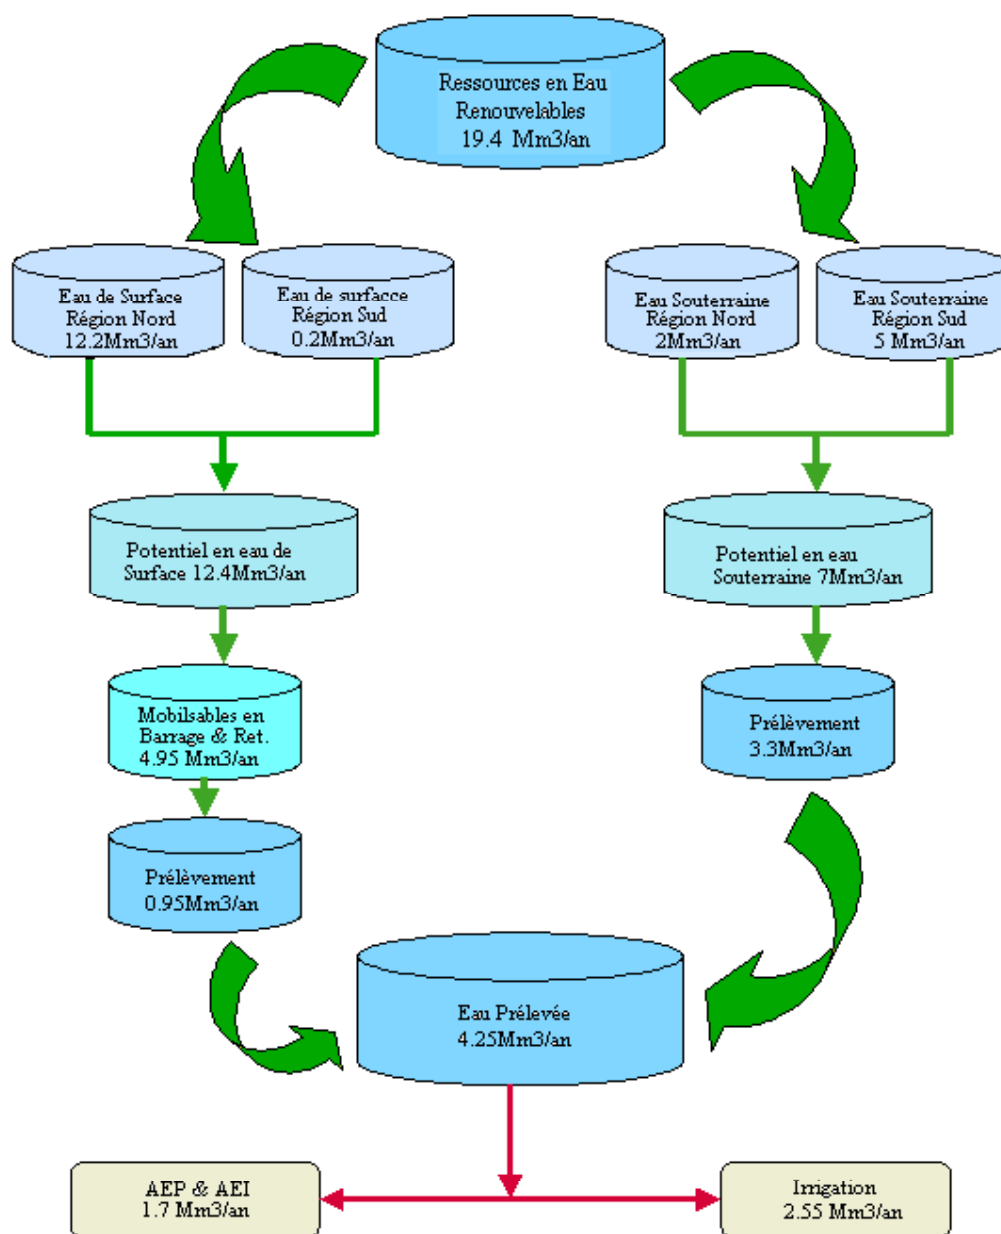 Ressources en Eau
Renouvelables
19.4 Mm3/an
Eau de Surface
Région Nord
12.2Mm3/an
Eau de surfacce
Région Sud
0.2Mm3/an
Eau Souterraine
Région Nord
2Mm3/an
Eau Souterraine
Région Sud
5 Mm3/an
Potentiel en eau de
Surface 12.4Mm3/an
Potentiel en eau
Souterraine 7Mm3/an
Mobilsables en
Barrage & Ret.
4.95 Mm3/an
Prélèvement
3.3Mm3/an
Prélèvement
0.95Mm3/an
Eau Prélevée
4.25Mm3/an
AEP & AEI
1.7 Mm3/an
Irrigation
2.55 Mm3/an